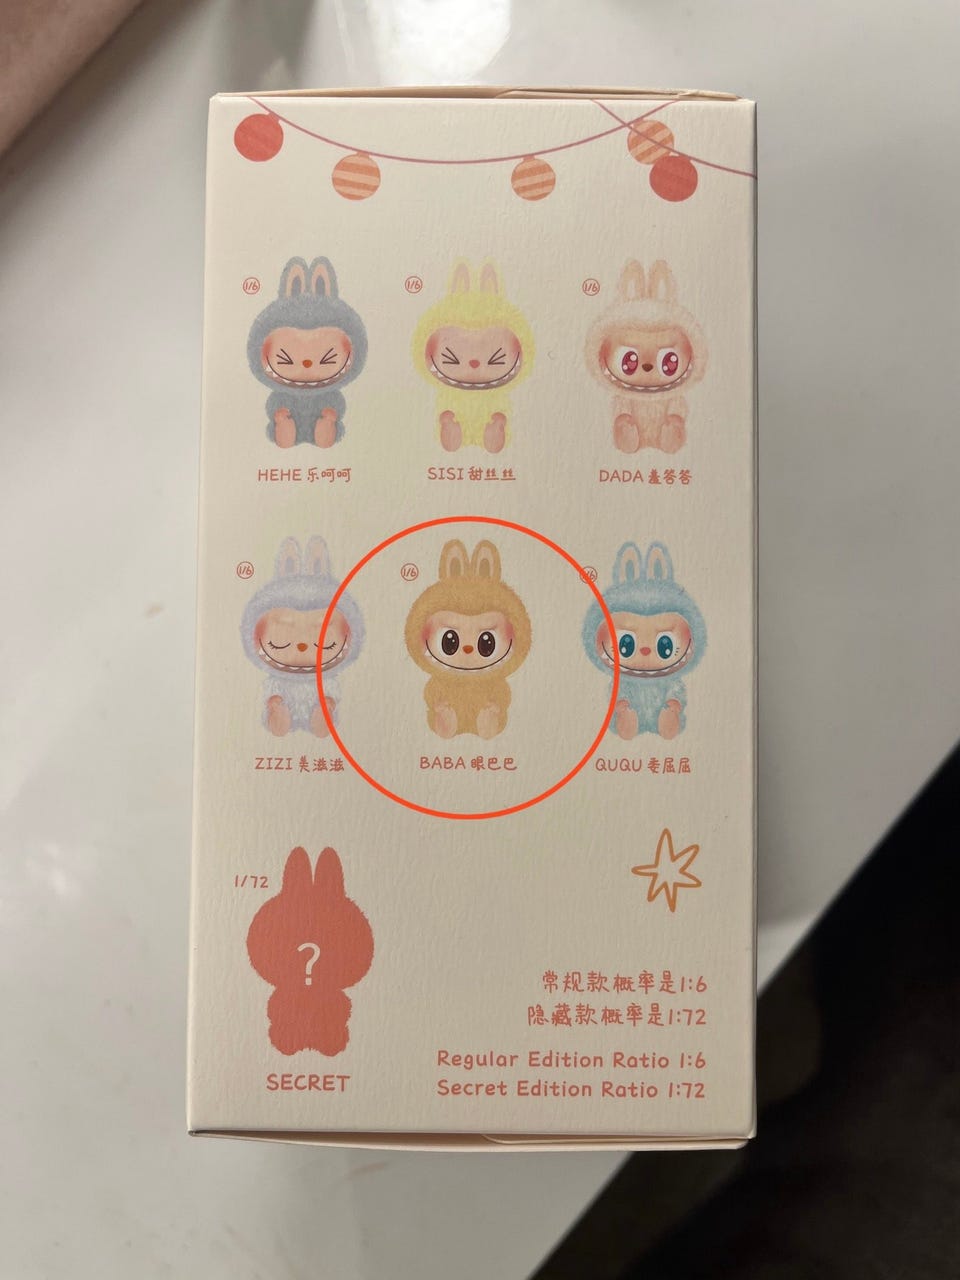 1/6
1/6
1/6
HEHE 乐呵呵
SISI 甜丝丝
DADA 羞答答
1/6
1/6
1/6
ZIZI 美滋滋
BABA 眼巴巴
QUQU 委屈屈
1/72
?
SECRET
常规款概率是1:6
隐藏款概率是1:72
Regular Edition Ratio 1:6
Secret Edition Ratio 1:72